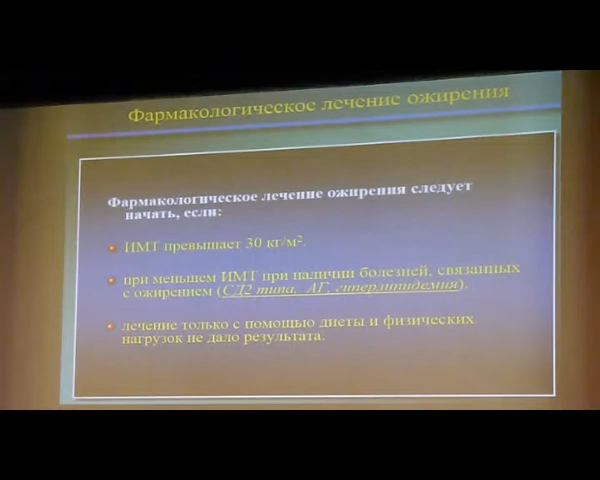 Фармакологическое лечение ожирения
Фармакологическое лечение ожирения следует
начать, если:
ИМТ превышает 30 кг/м².
при меньшем ИМТ при наличии болезней, связанных
с ожирением (СД2 типа, АГ, гиперлипидемия).
лечение только с помощью диеты и физических
нагрузок не дало результата.